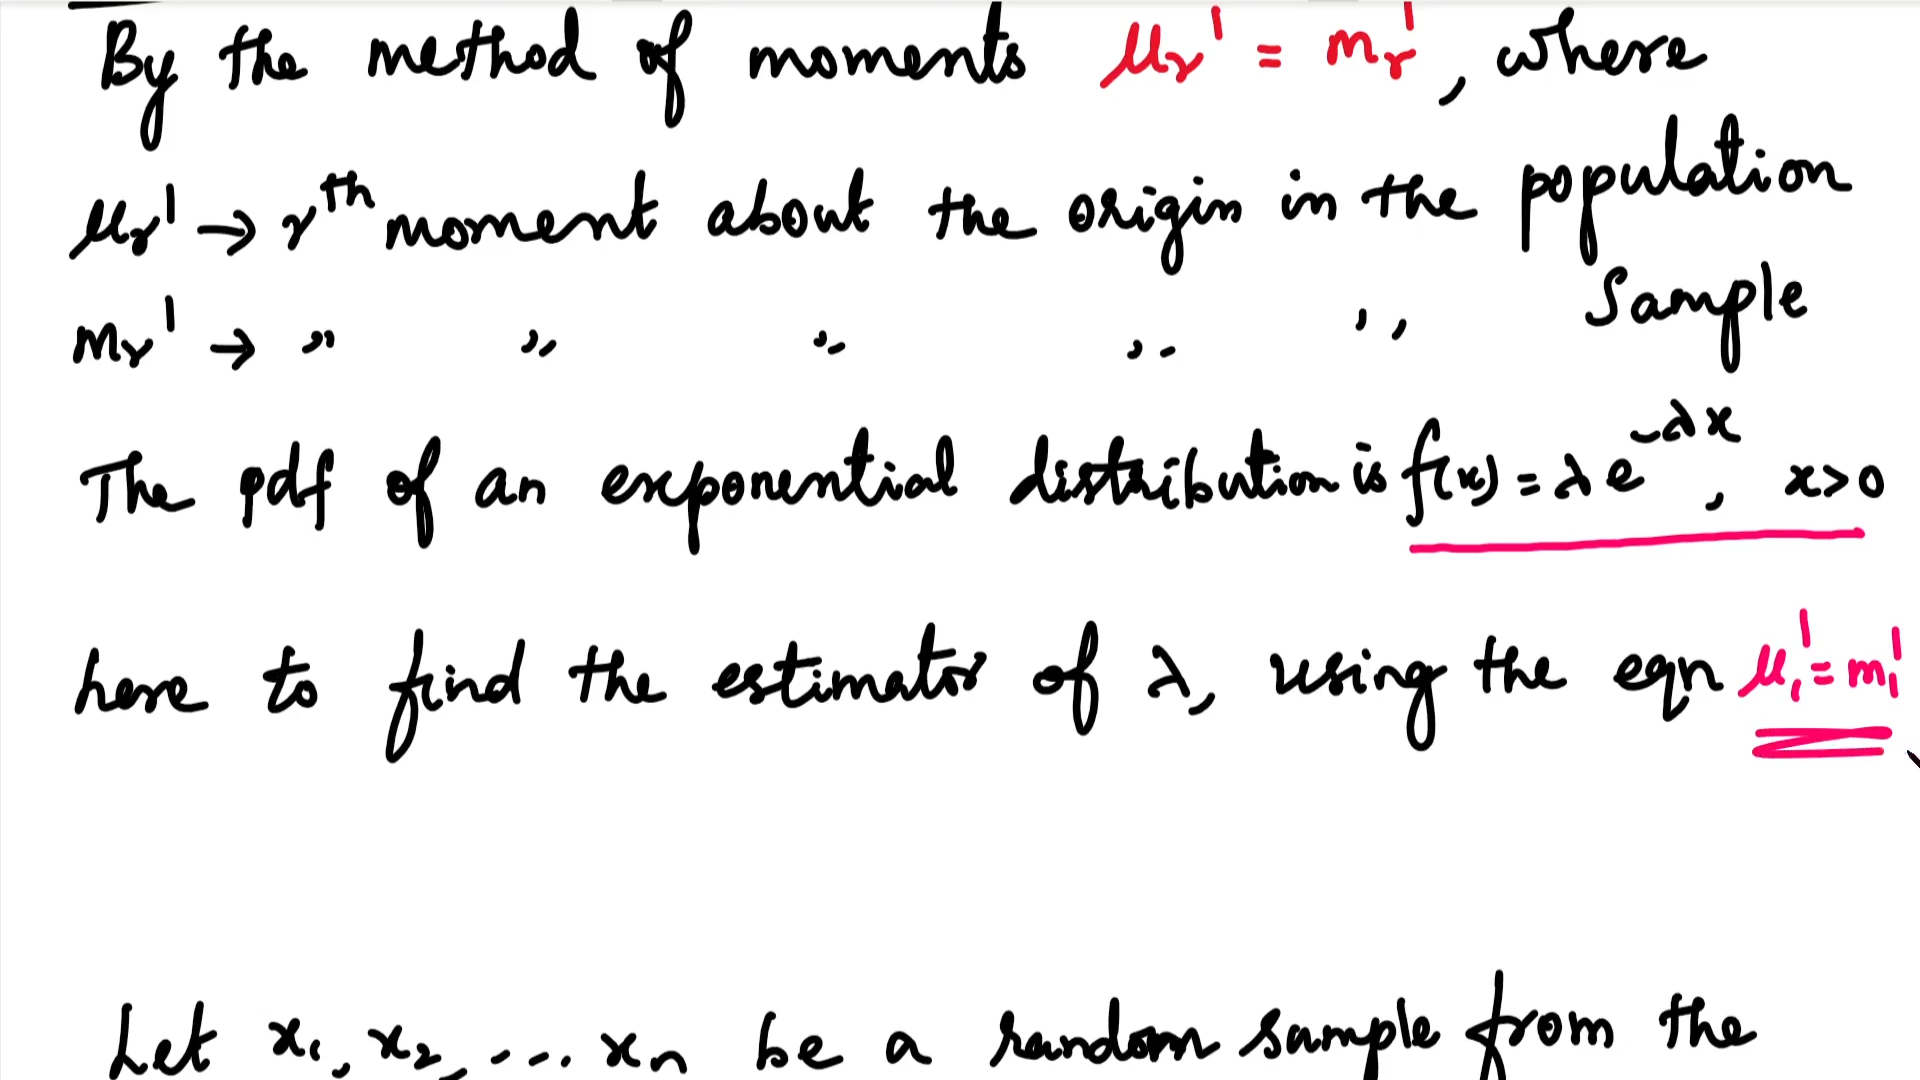 By the method of moments μᵣ' = mᵣ', where
μᵣ' → rᵗʰ moment about the origin in the population
mᵣ' → ,, ,, ,, ,, ,, Sample
The pdf of an exponential distribution is f(x) = λe^-λx, x>0
here to find the estimator of λ, using the eqn μ₁' = m₁'
Let x₁, x₂, .... xₙ be a random sample from the